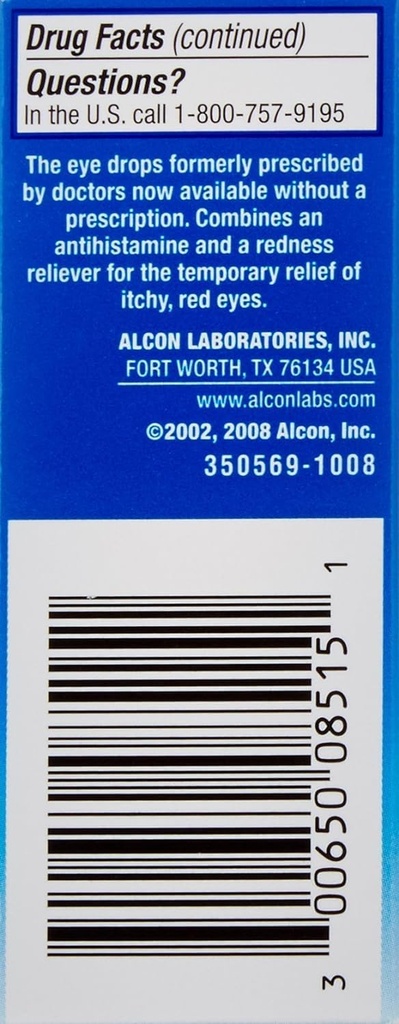 Drug Facts (continued)
Questions?
In the U.S. call 1-800-757-9195
The eye drops formerly prescribed
by doctors now available without a
prescription. Combines an
antihistamine and a redness
reliever for the temporary relief of
itchy, red eyes.
ALCON LABORATORIES, INC.
FORT WORTH, TX 76134 USA
www.alconlabs.com
©2002, 2008 Alcon, Inc.
350569-1008
3 00650 08515 1